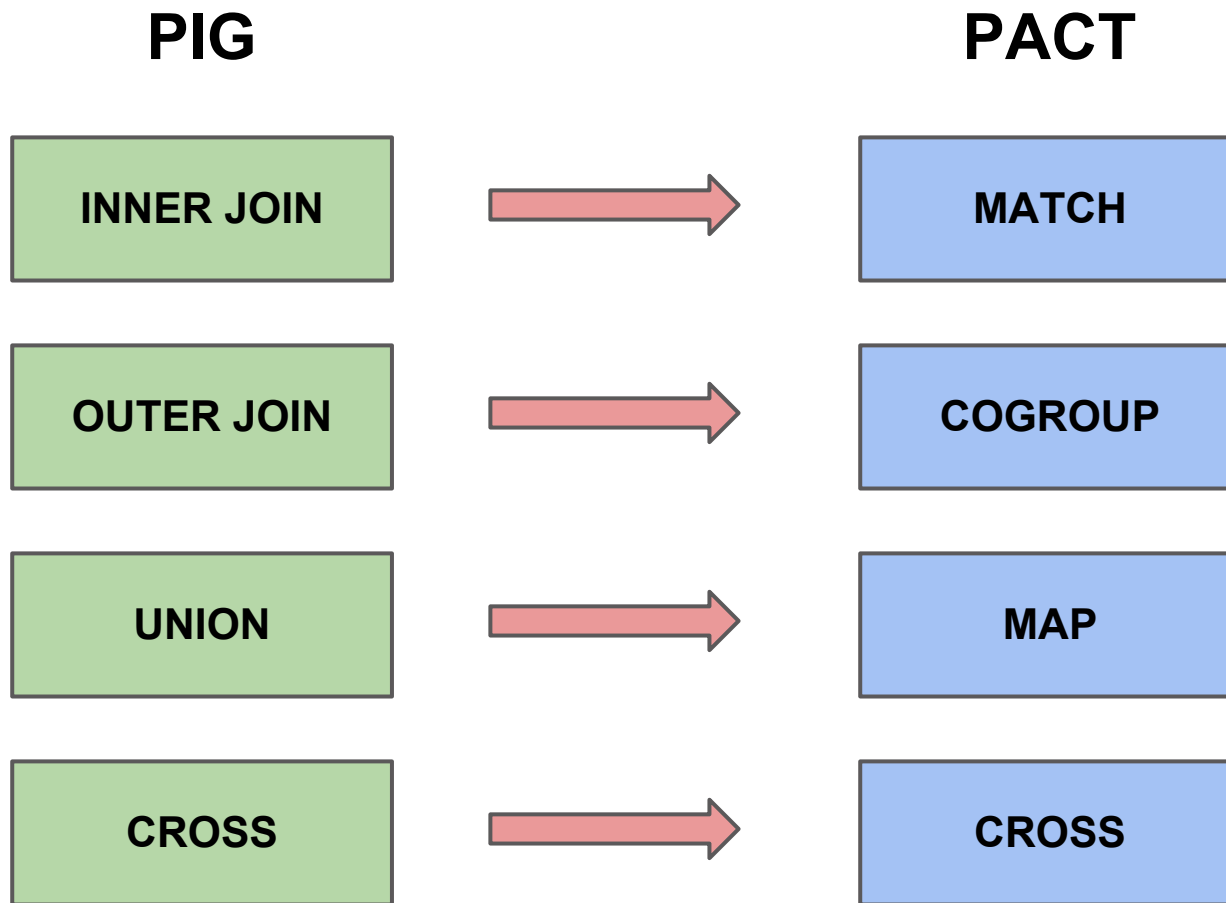 PIG
PACT
INNER JOIN
MATCH
OUTER JOIN
COGROUP
UNION
MAP
CROSS
CROSS